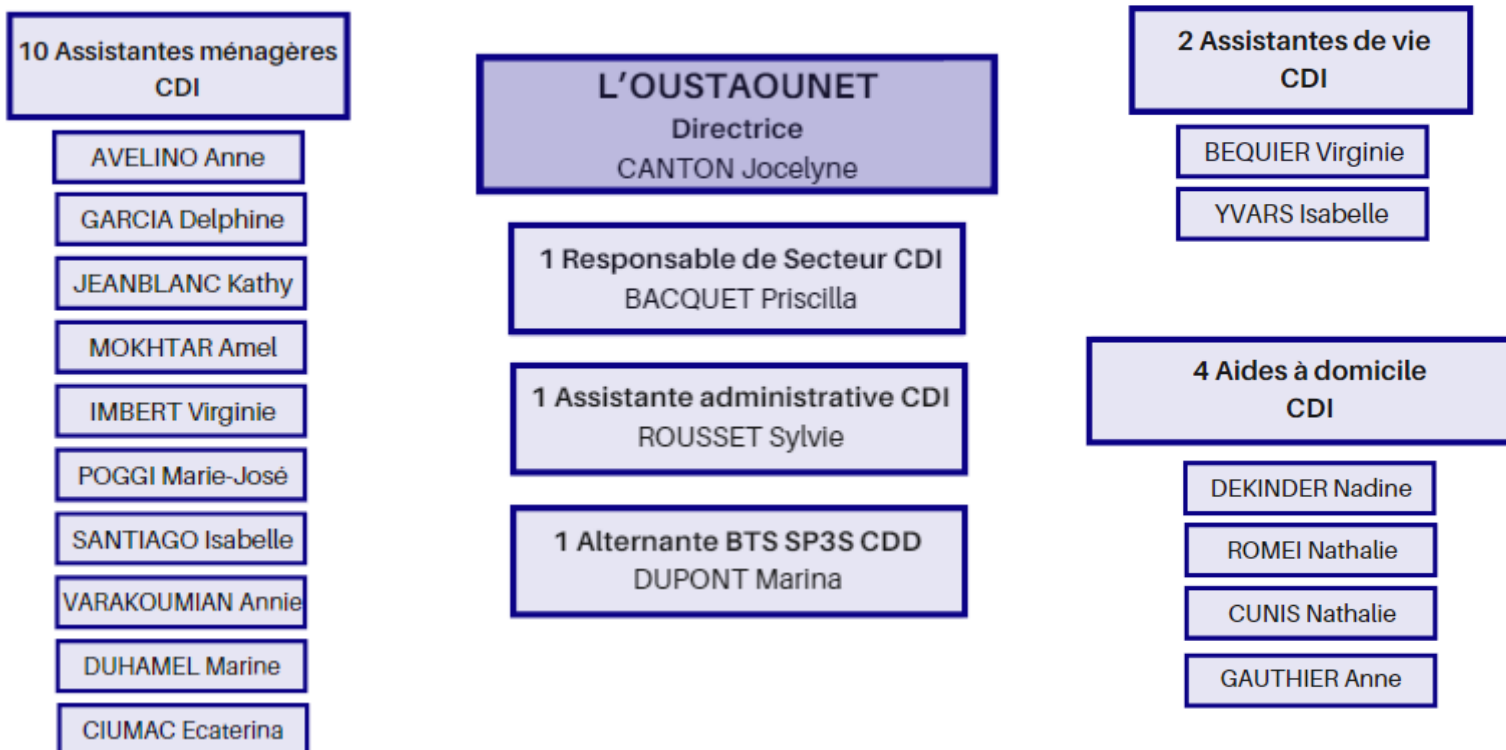 10 Assistantes ménagères
CDI
AVELINO Anne
GARCIA Delphine
JEANBLANC Kathy
MOKHTAR Amel
IMBERT Virginie
POGGI Marie-José
SANTIAGO Isabelle
VARAKOUMIAN Annie
DUHAMEL Marine
CIUMAC Ecaterina
L'OUSTAOUNET
Directrice
CANTON Jocelyne
1 Responsable de Secteur CDI
BACQUET Priscilla
1 Assistante administrative CDI
ROUSSET Sylvie
1 Alternante BTS SP3S CDD
DUPONT Marina
2 Assistantes de vie
CDI
BEQUIER Virginie
YVARS Isabelle
4 Aides à domicile
CDI
DEKINDER Nadine
ROMEI Nathalie
CUNIS Nathalie
GAUTHIER Anne